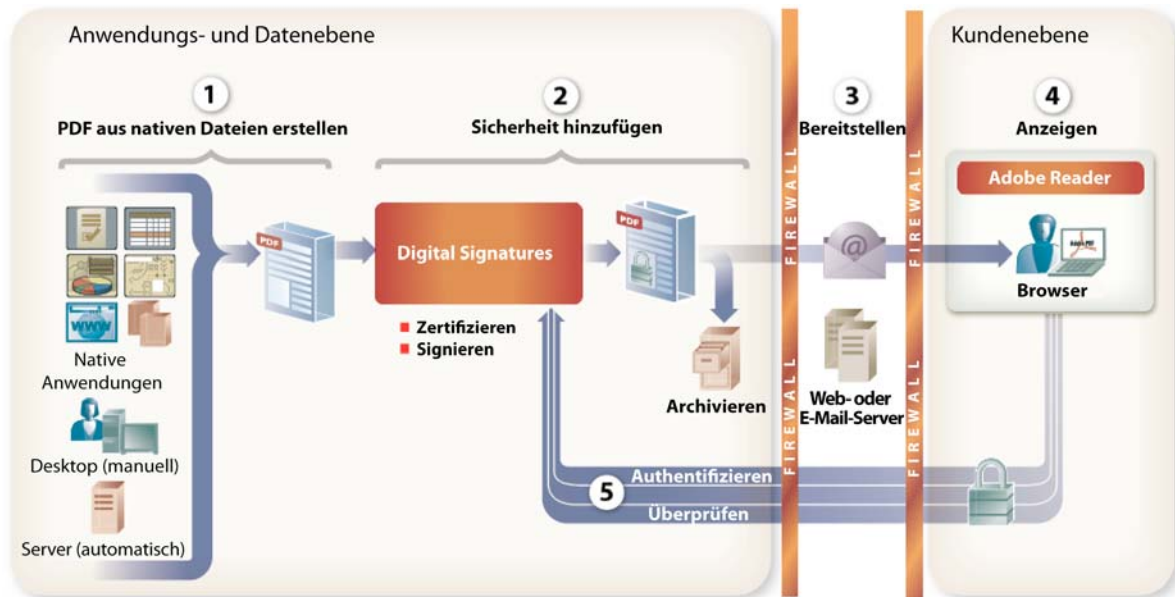 Anwendungs- und Datenebene
Kundenebene
1
PDF aus nativen Dateien erstellen
2
Sicherheit hinzufügen
3
Bereitstellen
4
Anzeigen
Adobe Reader
Browser
PDF
Digital Signatures
PDF
Zertifizieren
Signieren
Archivieren
WWW
Native
Anwendungen
Desktop (manuell)
Server (automatisch)
FIREWALL
FIREWALL
FIREWALL
FIREWALL
@
Web- oder
E-Mail-Server
5
Authentifizieren
Überprüfen